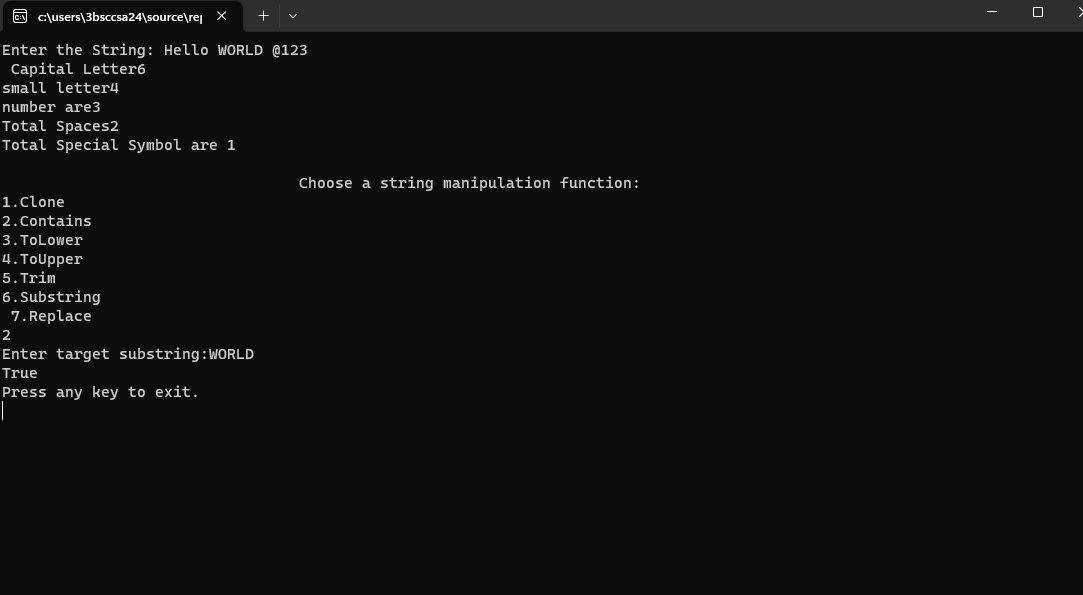 c:\users\3bsccsa24\source\rep
Enter the String: Hello WORLD @123
 Capital Letter6
small letter4
number are3
Total Spaces2
Total Special Symbol are 1
Choose a string manipulation function:
1.Clone
2.Contains
3.ToLower
4.ToUpper
5.Trim
6.Substring
 7.Replace
2
Enter target substring:WORLD
True
Press any key to exit.